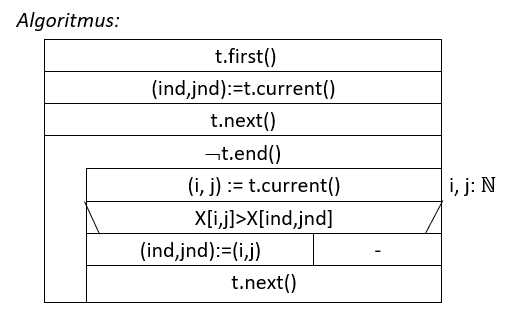 Algoritmus:
t.first()
(ind,jnd):=t.current()
t.next()
¬t.end()
(i, j) := t.current() i, j: ℕ
X[i,j]>X[ind,jnd]
(ind,jnd):=(i,j) -
t.next()